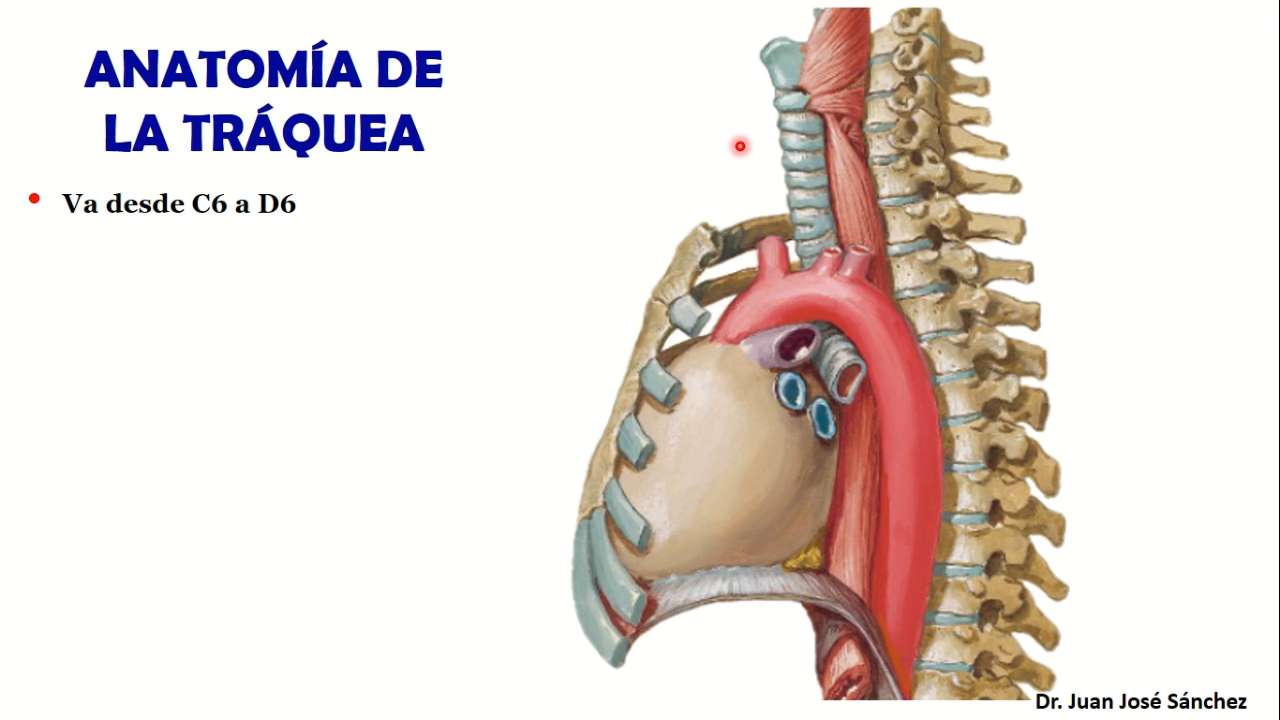 ANATOMÍA DE
LA TRÁQUEA
Va desde C6 a D6
Dr. Juan José Sánchez